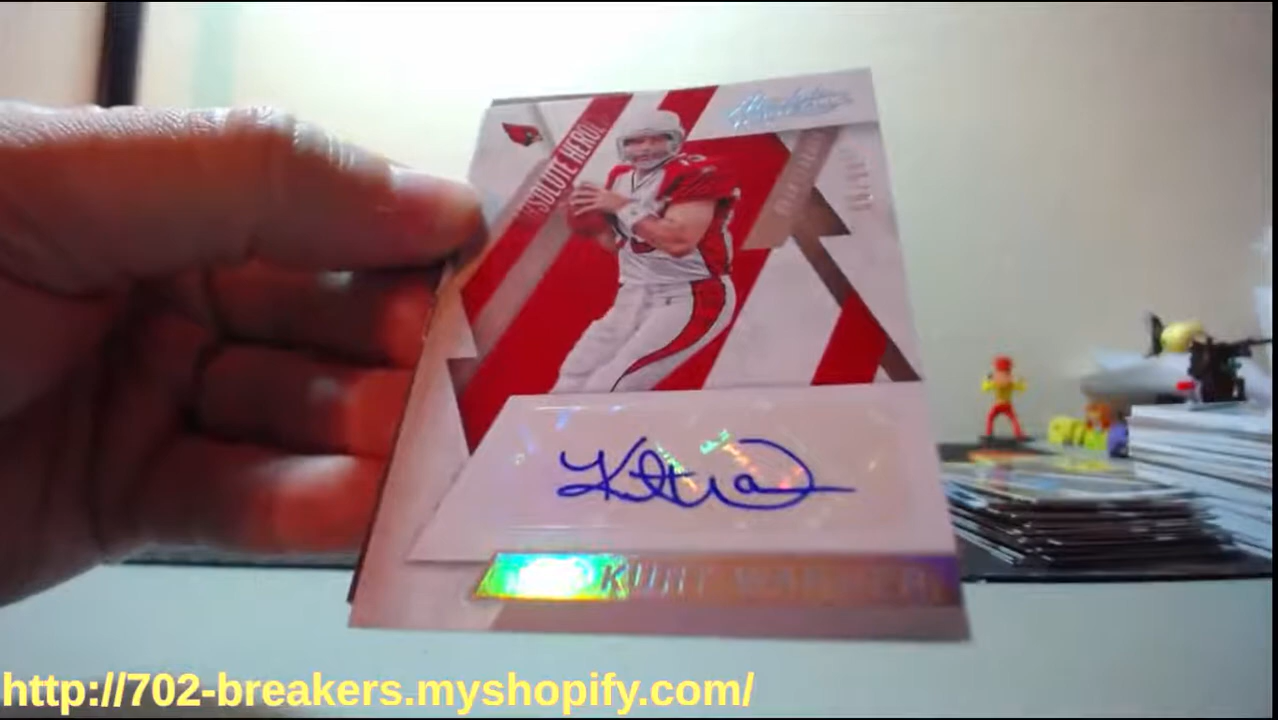 ABSOLUTE HEROES
Absolute
KURT WARNER
http://702-breakers.myshopify.com/